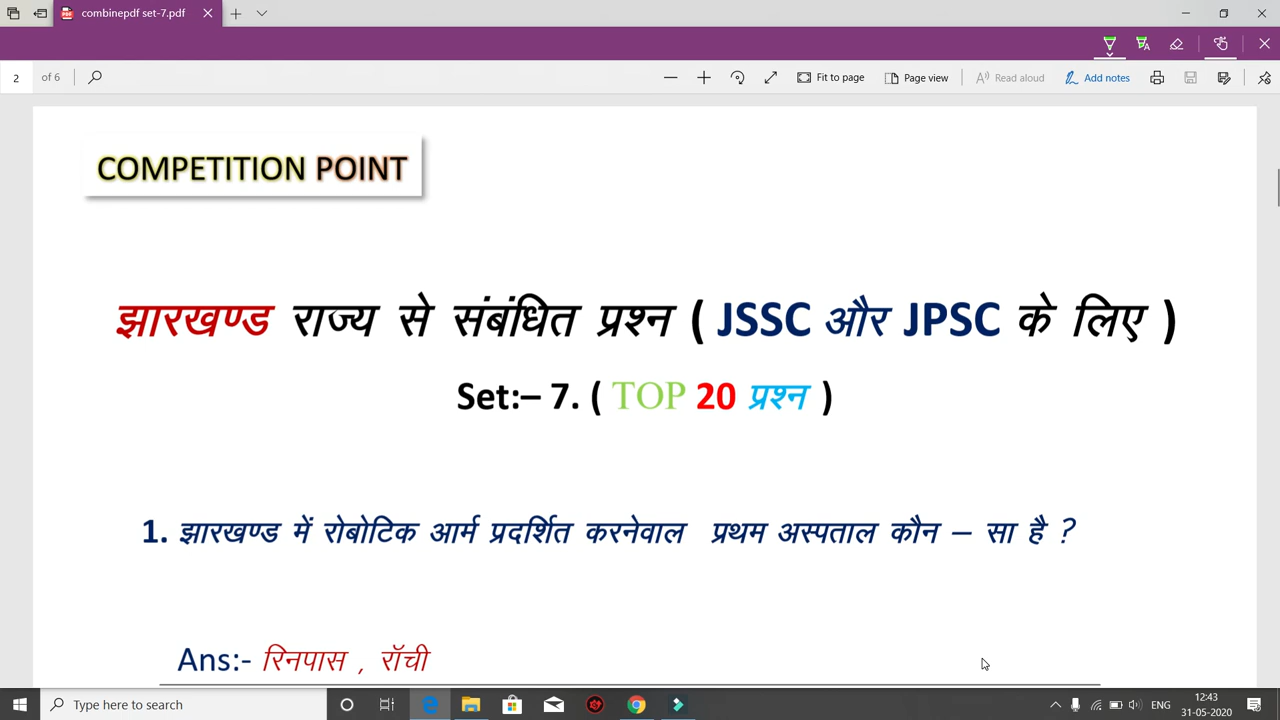 combinepdf set-7.pdf
2 of 6 Fit to page Page view Read aloud Add notes
COMPETITION POINT
झारखण्ड राज्य से संबंधित प्रश्न ( JSSC और JPSC के लिए )
Set:– 7. ( TOP 20 प्रश्न )
1. झारखण्ड में रोबोटिक आर्म प्रदर्शित करनेवाल प्रथम अस्पताल कौन – सा है ?
Ans:- रिनपास , रॉची
Type here to search
ENG
12:43
31-05-2020